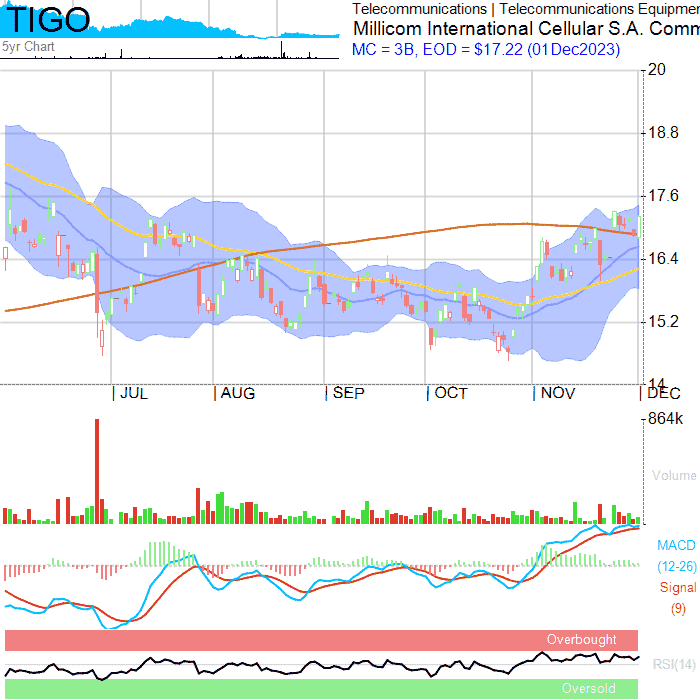 TIGO
5yr Chart
Telecommunications | Telecommunications Equipmen
Millicom International Cellular S.A. Comm
MC = 3B, EOD = $17.22 (01Dec2023)
20
18.8
17.6
16.4
15.2
14
JUL AUG SEP OCT NOV DEC
864k
Volume
MACD
(12-26)
Signal
(9)
Overbought
RSI(14)
Oversold